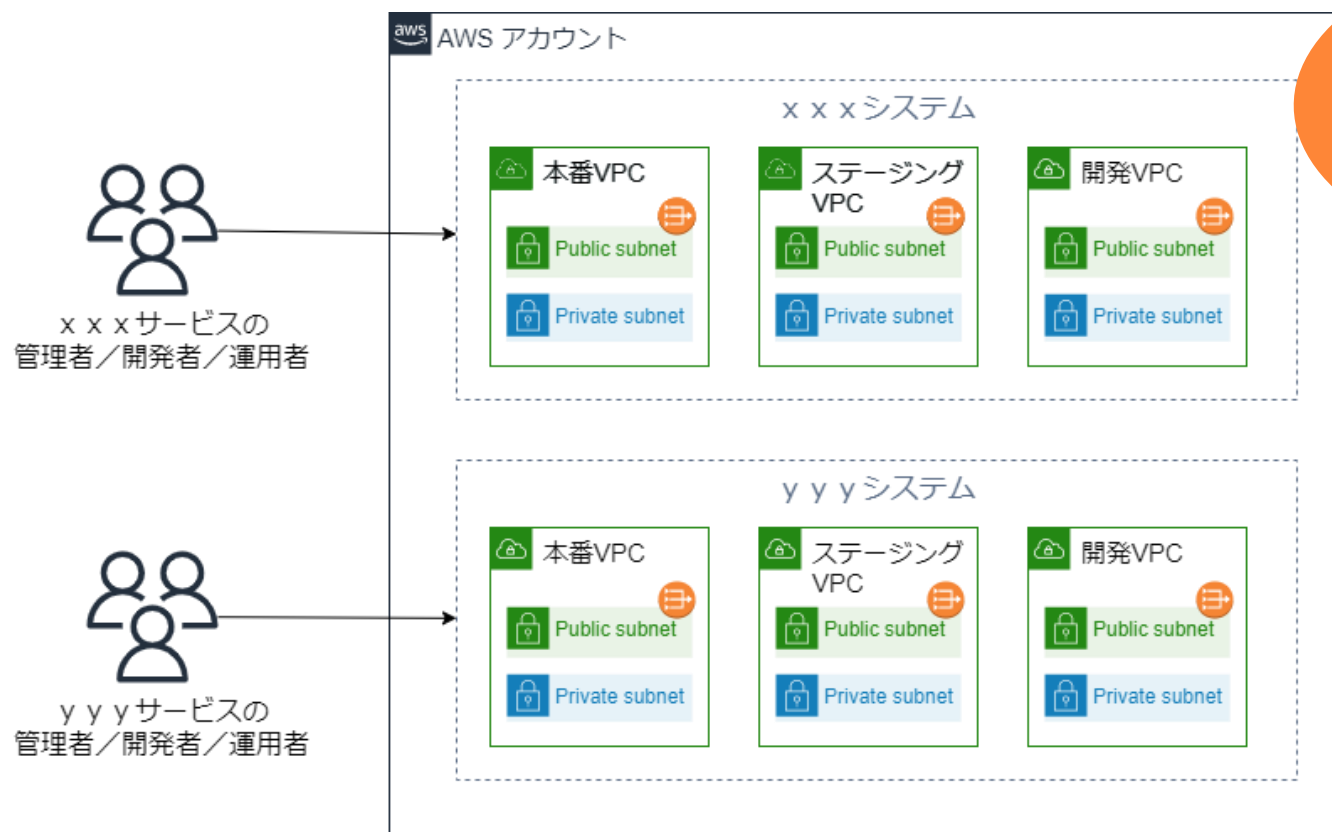 aws
AWS アカウント
ｘｘｘシステム
本番VPC
ステージング
VPC
開発VPC
Public subnet
Public subnet
Public subnet
Private subnet
Private subnet
Private subnet
ｘｘｘサービスの
管理者／開発者／運用者
ｙｙｙシステム
本番VPC
ステージング
VPC
開発VPC
Public subnet
Public subnet
Public subnet
Private subnet
Private subnet
Private subnet
ｙｙｙサービスの
管理者／開発者／運用者